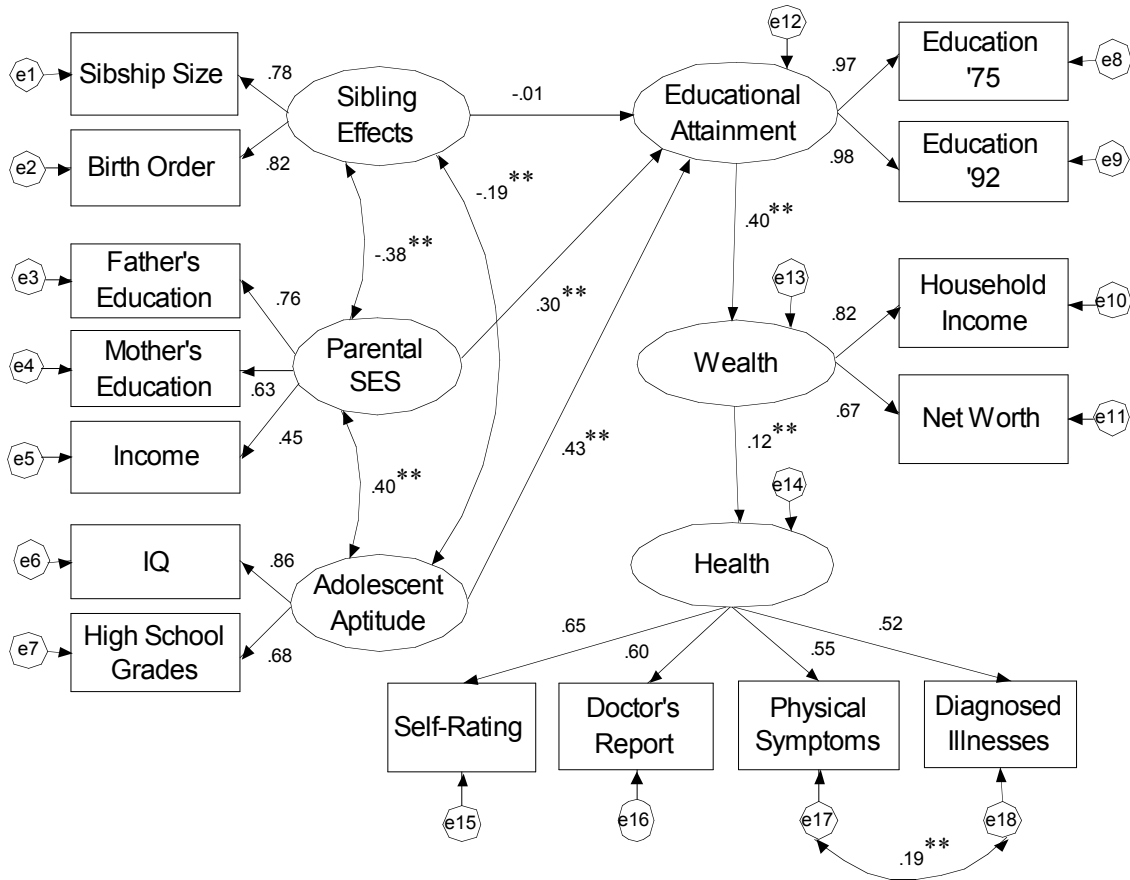 e12
e1
Sibship Size
.78
Sibling
Effects
-.01
Educational
Attainment
.97
Education
'75
e8
e2
Birth Order
.82
.98
Education
'92
e9
-.19**
.40**
-.38**
e3
Father's
Education
.76
.30**
e13
Household
Income
e10
.82
e4
Mother's
Education
.63
Parental
SES
Wealth
.67
Net Worth
e11
e5
Income
.45
.43**
.12**
.40**
e14
e6
IQ
.86
Health
Adolescent
Aptitude
e7
High School
Grades
.68
.65
.60
.55
.52
Self-Rating
Doctor's
Report
Physical
Symptoms
Diagnosed
Illnesses
e15
e16
e17
e18
.19**